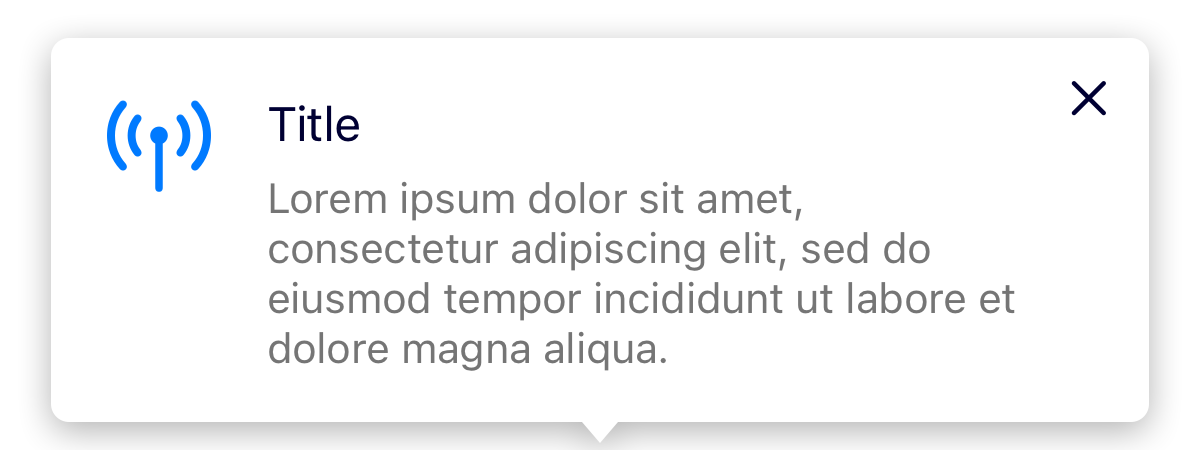 Title
Lorem ipsum dolor sit amet,
consectetur adipiscing elit, sed do
eiusmod tempor incididunt ut labore et
dolore magna aliqua.